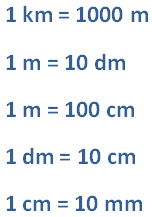 1 km = 1000 m
1 m = 10 dm
1 m = 100 cm
1 dm = 10 cm
1 cm = 10 mm